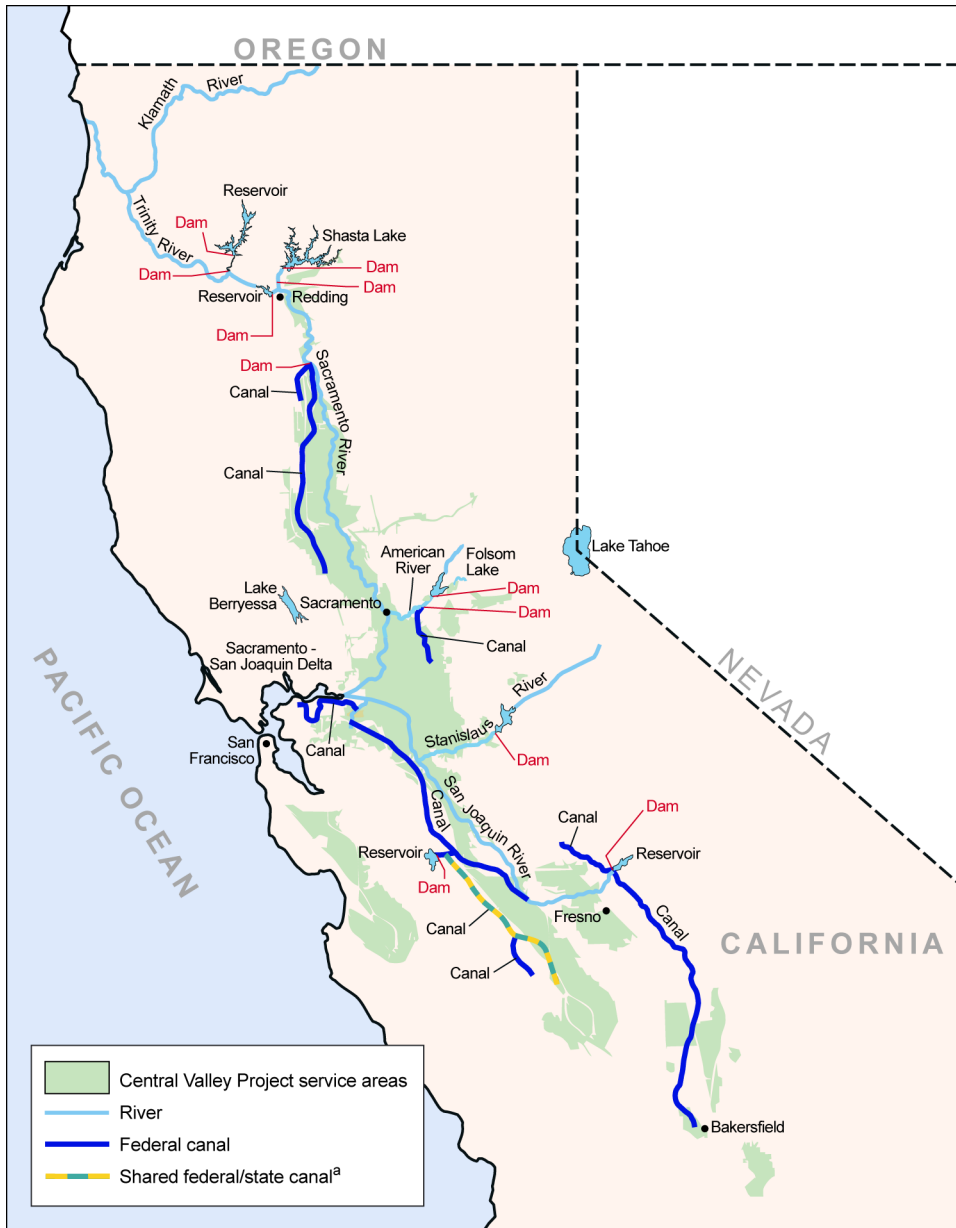 OREGON
Klamath
River
Reservoir
Dam
Trinity River
Shasta Lake
Dam
Dam
Dam
Reservoir
Redding
Dam
Dam
Sacramento
River
Canal
Canal
American
River
Folsom
Lake
Lake Tahoe
Dam
Dam
Lake
Berryessa
Sacramento
Canal
Sacramento -
San Joaquin Delta
NEVADA
PACIFIC OCEAN
River
Stanislaus
Canal
San
Francisco
Dam
Canal
San Joaquin River
Dam
Canal
Reservoir
Reservoir
Dam
Fresno
Canal
Canal
CALIFORNIA
Canal
Bakersfield
Central Valley Project service areas
River
Federal canal
Shared federal/state canalᵃ